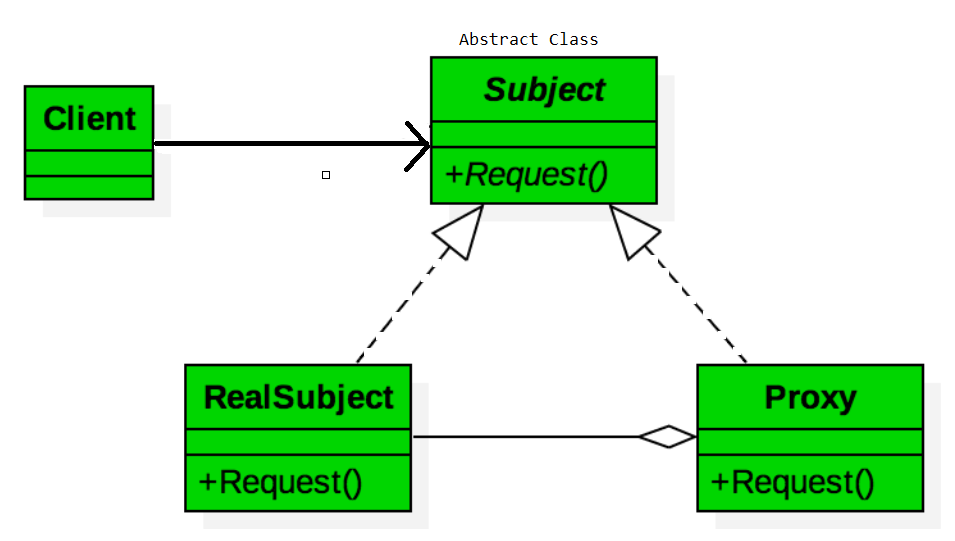 Abstract Class
Subject
Client
+Request()
RealSubject
Proxy
+Request()
+Request()